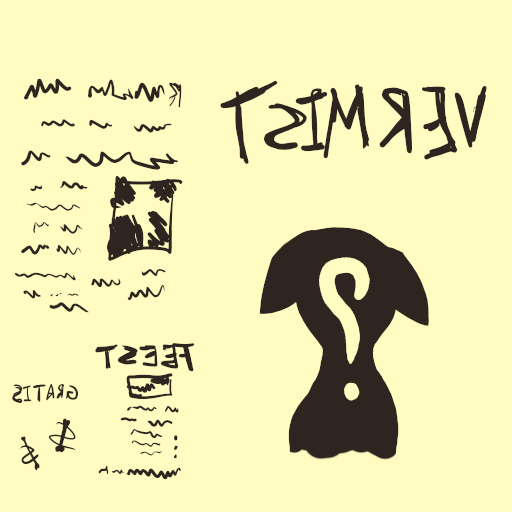 VERMIST
?
FEEST
GRATIS
$
$